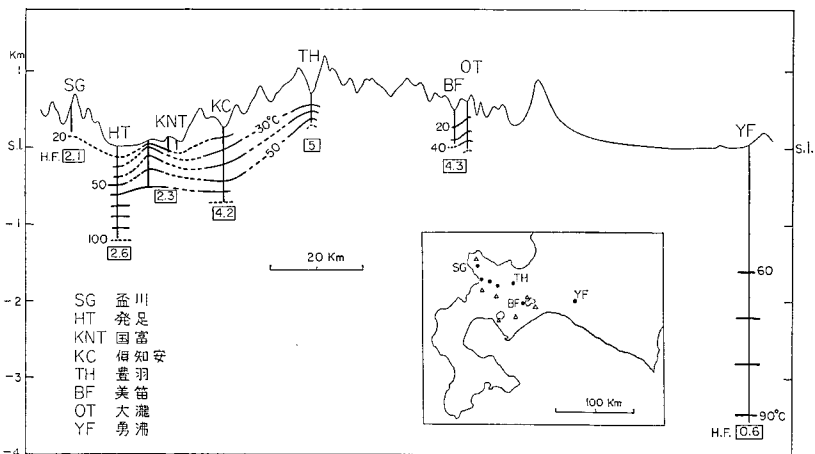 Km
1
S.l.
-1
-2
-3
-4
SG
HT
KNT
KC
TH
BF
OT
YF
S.l.
20
H.F. 2.1
50
100
2.6
2.3
4.2
30℃
50
5
20
40
4.3
60
90℃
H.F. 0.6
20 Km
SG 盃川
HT 発足
KNT 国富
KC 倶知安
TH 豊羽
BF 美笛
OT 大滝
YF 勇沸
SG
TH
BF
YF
100 Km